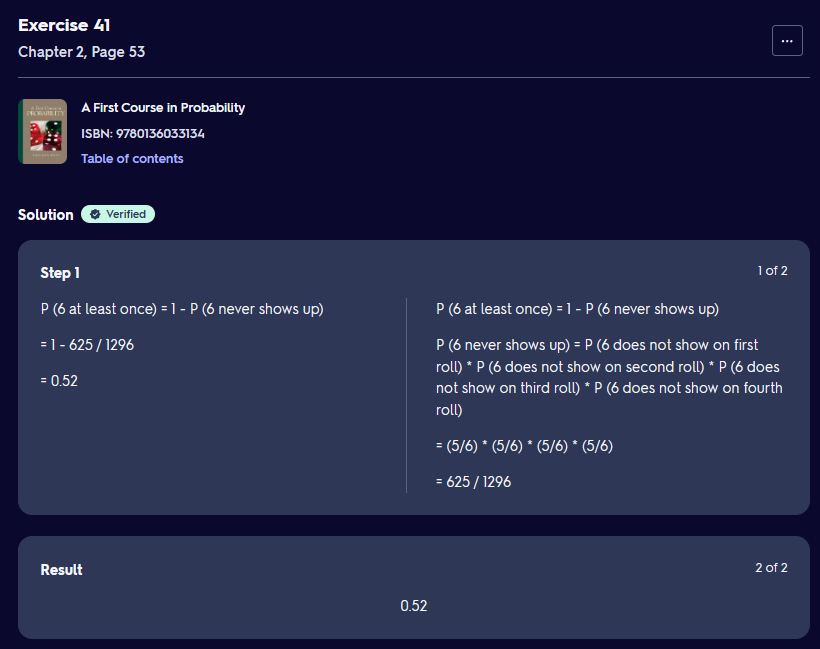 Exercise 41
Chapter 2, Page 53
...
A First Course in
PROBABILITY
A First Course in Probability
ISBN: 9780136033134
Table of contents
Solution
Verified
Step 1
1 of 2
P (6 at least once) = 1 - P (6 never shows up)
= 1 - 625 / 1296
= 0.52
P (6 at least once) = 1 - P (6 never shows up)
P (6 never shows up) = P (6 does not show on first
roll) * P (6 does not show on second roll) * P (6 does
not show on third roll) * P (6 does not show on fourth
roll)
= (5/6) * (5/6) * (5/6) * (5/6)
= 625 / 1296
Result
2 of 2
0.52